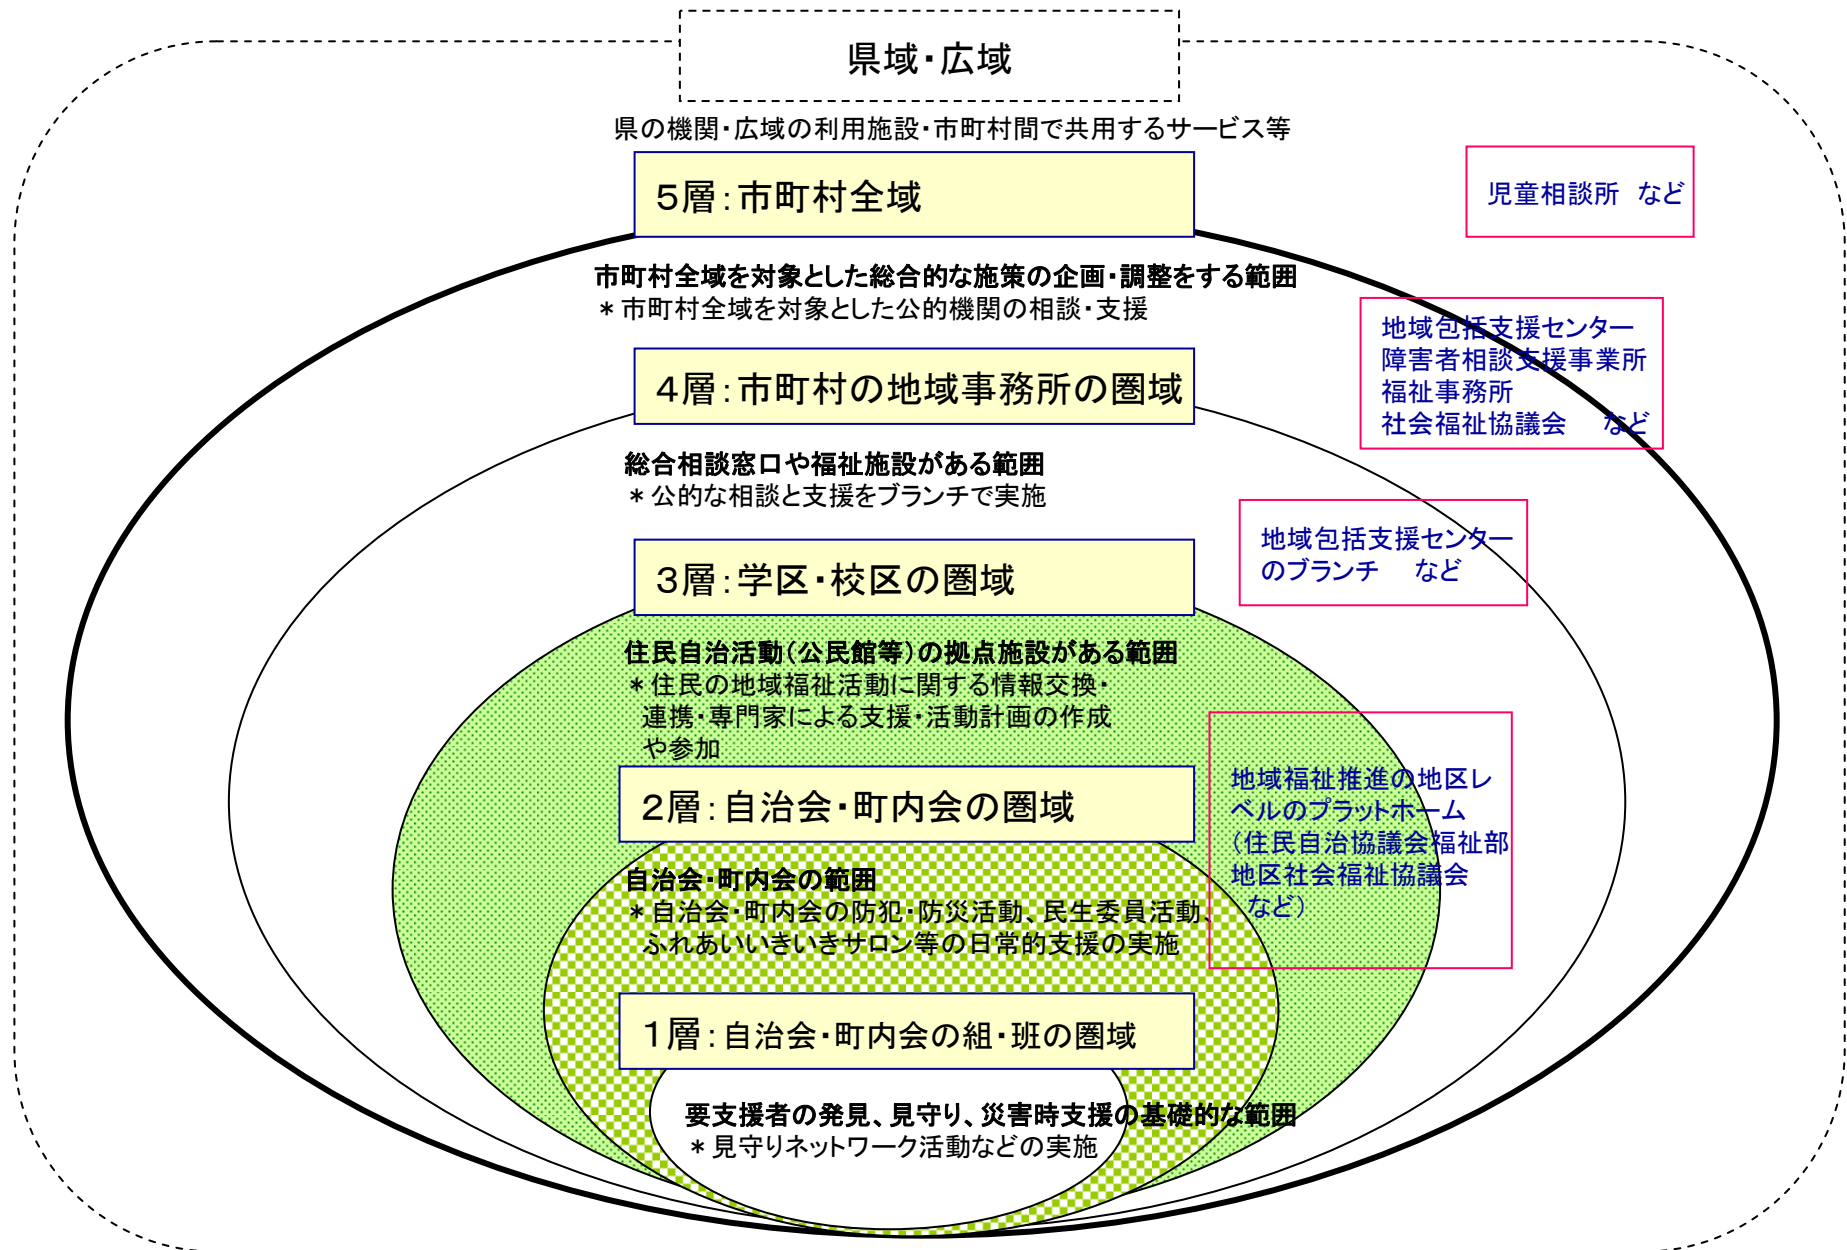 県域・広域
県の機関・広域の利用施設・市町村間で共用するサービス等
５層：市町村全域
児童相談所　など
市町村全域を対象とした総合的な施策の企画・調整をする範囲
＊市町村全域を対象とした公的機関の相談・支援
地域包括支援センター
障害者相談支援事業所
福祉事務所
社会福祉協議会　など
４層：市町村の地域事務所の圏域
総合相談窓口や福祉施設がある範囲
＊公的な相談と支援をブランチで実施
地域包括支援センター
のブランチ　など
３層：学区・校区の圏域
住民自治活動（公民館等）の拠点施設がある範囲
＊住民の地域福祉活動に関する情報交換・
連携・専門家による支援・活動計画の作成
や参加
地域福祉推進の地区レ
ベルのプラットホーム
（住民自治協議会福祉部
地区社会福祉協議会
など）
２層：自治会・町内会の圏域
自治会・町内会の範囲
＊自治会・町内会の防犯・防災活動、民生委員活動、
ふれあいいきいきサロン等の日常的支援の実施
１層：自治会・町内会の組・班の圏域
要支援者の発見、見守り、災害時支援の基礎的な範囲
＊見守りネットワーク活動などの実施